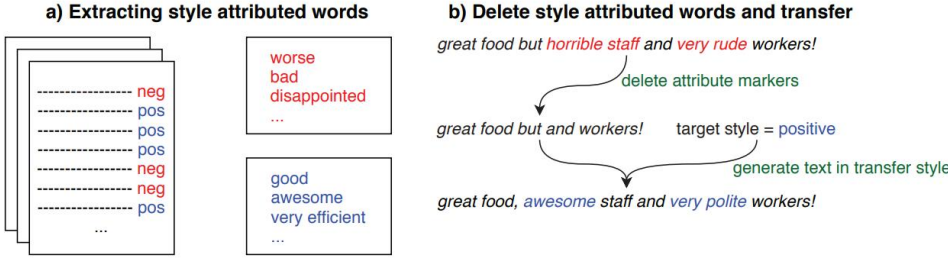 a) Extracting style attributed words
------------------ neg
------------------ pos
------------------ pos
------------------ pos
------------------ neg
------------------ neg
------------------ pos
...
worse
bad
disappointed
...
good
awesome
very efficient
...
b) Delete style attributed words and transfer
great food but horrible staff and very rude workers!
delete attribute markers
great food but and workers!
target style = positive
generate text in transfer style
great food, awesome staff and very polite workers!